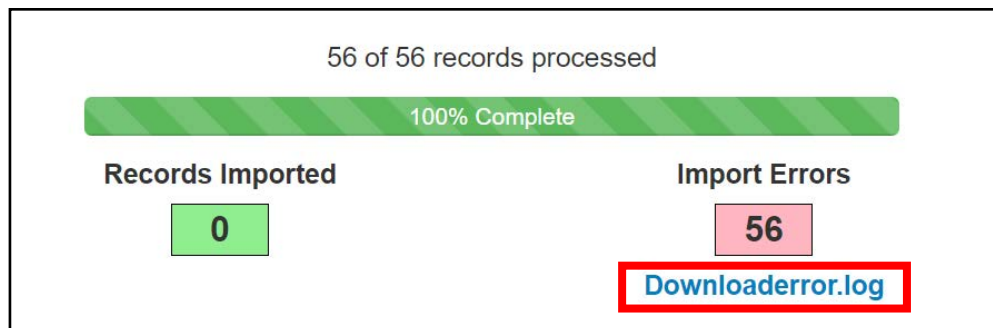 56 of 56 records processed
100% Complete
Records Imported
Import Errors
0
56
Downloaderror.log